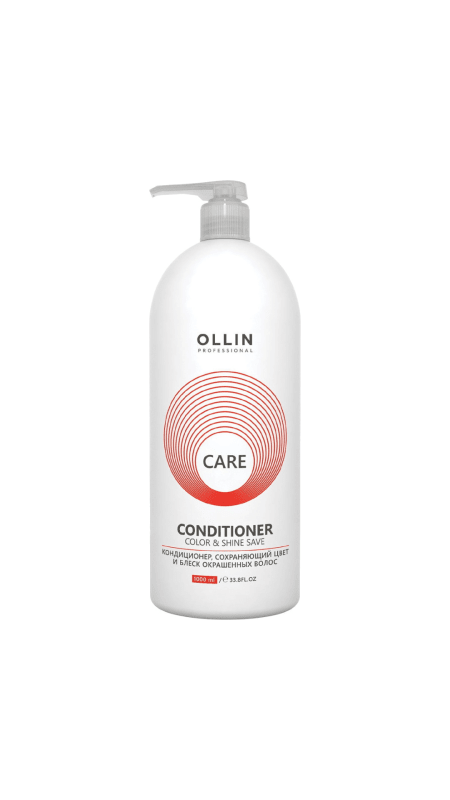 OLLIN
PROFESSIONAL
CARE
CONDITIONER
COLOR & SHINE SAVE
КОНДИЦИОНЕР, СОХРАНЯЮЩИЙ ЦВЕТ
И БЛЕСК ОКРАШЕННЫХ ВОЛОС
1000 ml / ℮ 33.8FL.OZ